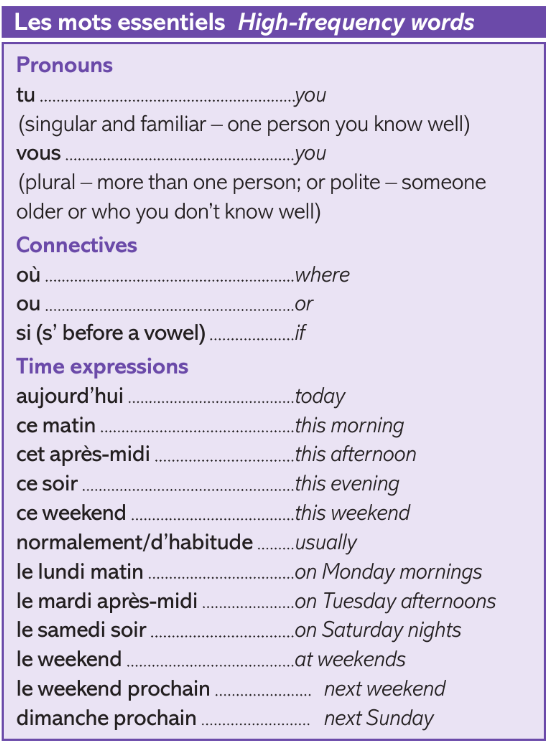 Les mots essentiels High-frequency words
Pronouns
tu ......................................................... you
(singular and familiar – one person you know well)
vous ................................................... you
(plural – more than one person; or polite – someone
older or who you don't know well)
Connectives
où ........................................................ where
ou ........................................................ or
si (s' before a vowel) ................... if
Time expressions
aujourd'hui ..................................... today
ce matin ........................................... this morning
cet après-midi ............................... this afternoon
ce soir ............................................... this evening
ce weekend .................................... this weekend
normalement/d'habitude ........ usually
le lundi matin ................................ on Monday mornings
le mardi après-midi .................... on Tuesday afternoons
le samedi soir ................................ on Saturday nights
le weekend ..................................... at weekends
le weekend prochain ..................... next weekend
dimanche prochain ........................ next Sunday